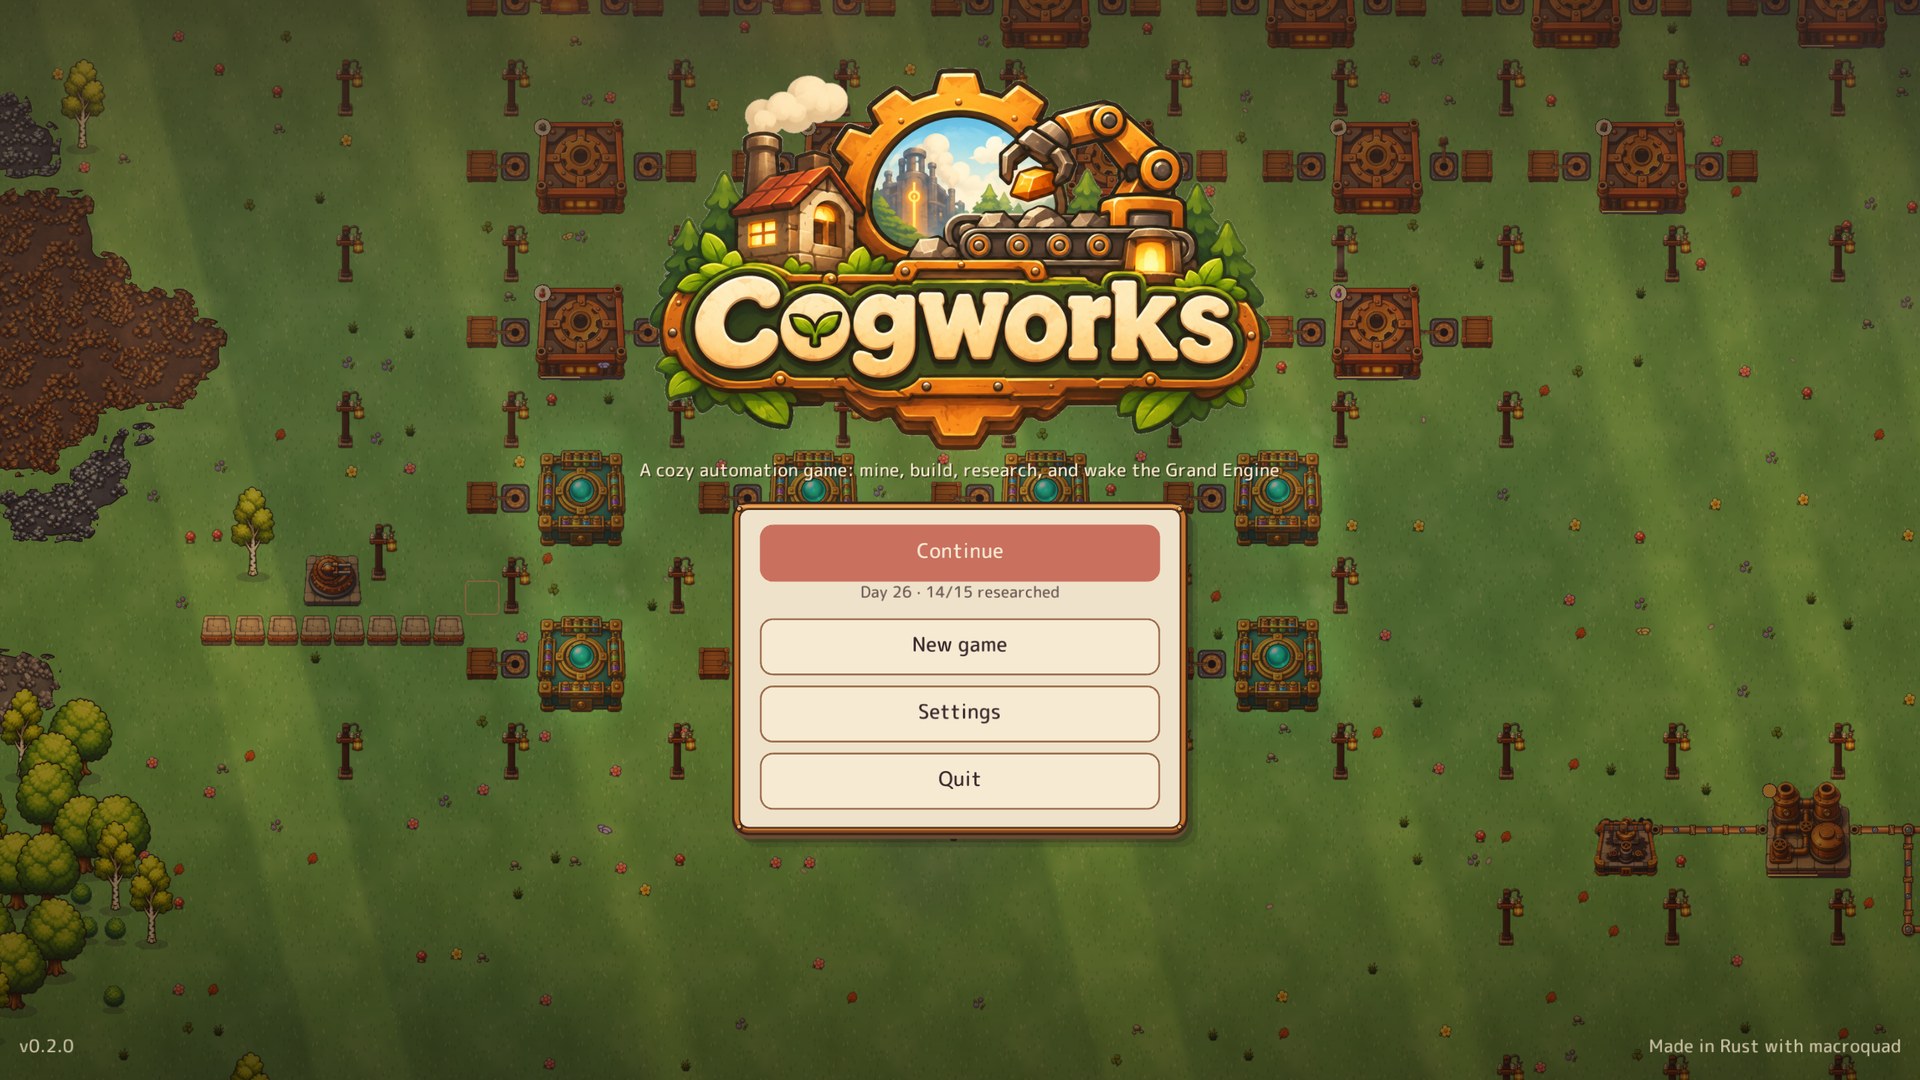 Cogworks
A cozy automation game: mine, build, research, and wake the Grand Engine
Continue
Day 26 · 14/15 researched
New game
Settings
Quit
v0.2.0
Made in Rust with macroquad